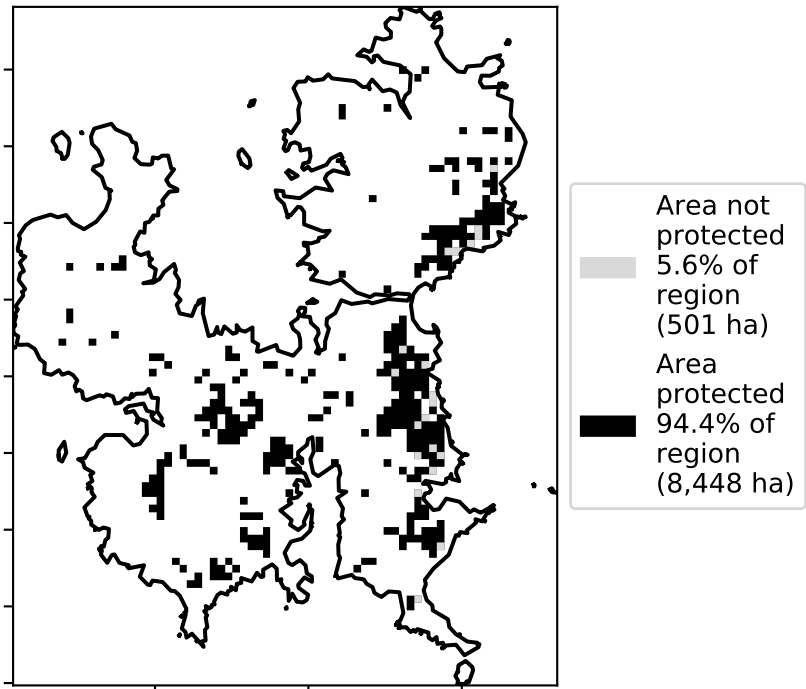 Area not
protected
5.6% of
region
(501 ha)
Area
protected
94.4% of
region
(8,448 ha)